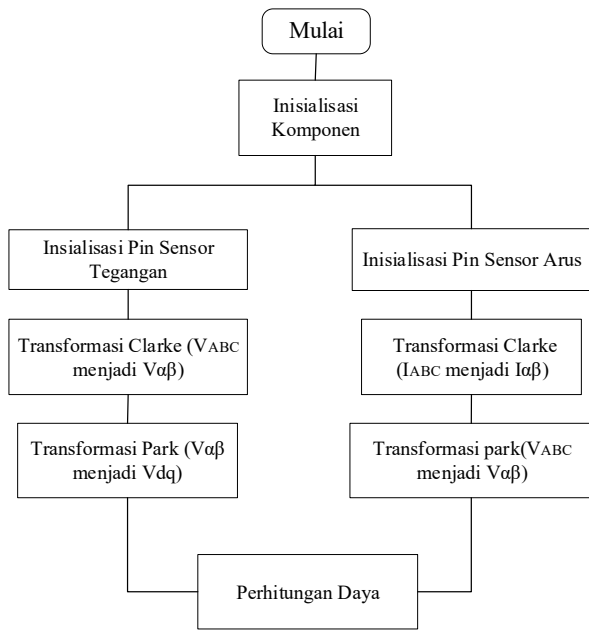 Mulai
Inisialisasi
Komponen
Insialisasi Pin Sensor
Tegangan
Inisialisasi Pin Sensor Arus
Transformasi Clarke (VABC
menjadi Vαβ)
Transformasi Clarke
(IABC menjadi Iαβ)
Transformasi Park (Vαβ
menjadi Vdq)
Transformasi park(VABC
menjadi Vαβ)
Perhitungan Daya